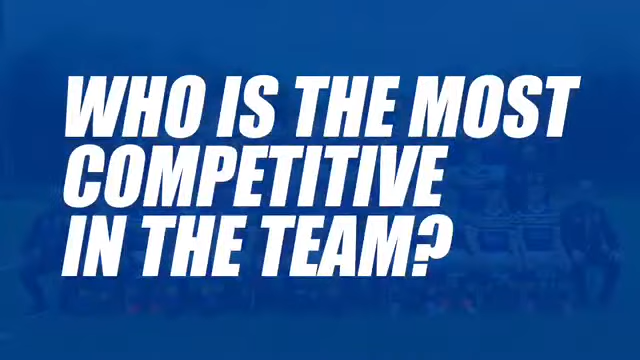 WHO IS THE MOST
COMPETITIVE
IN THE TEAM?